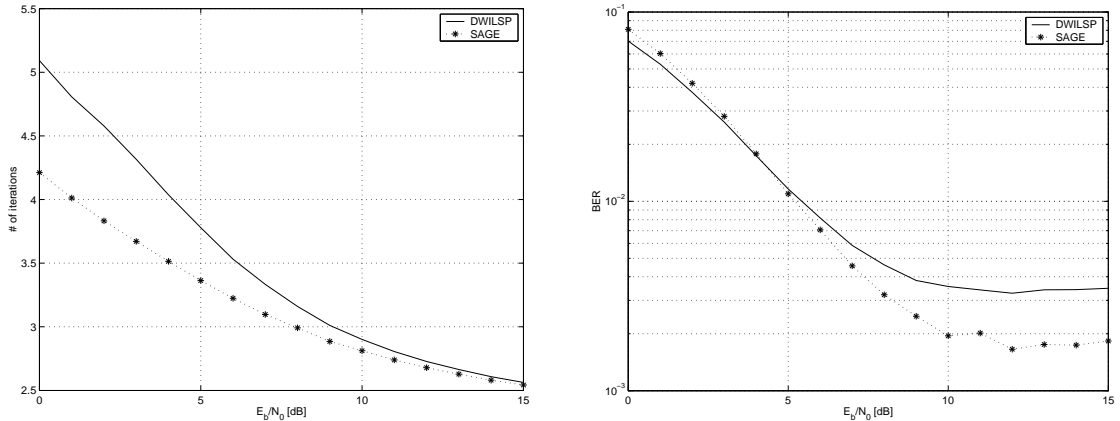 5.5
5
4.5
4
3.5
3
2.5
# of iterations
0
5
10
15
E_b/N_0 [dB]
DWILSP
SAGE
10^-1
10^-2
10^-3
BER
0
5
10
15
E_b/N_0 [dB]
DWILSP
SAGE